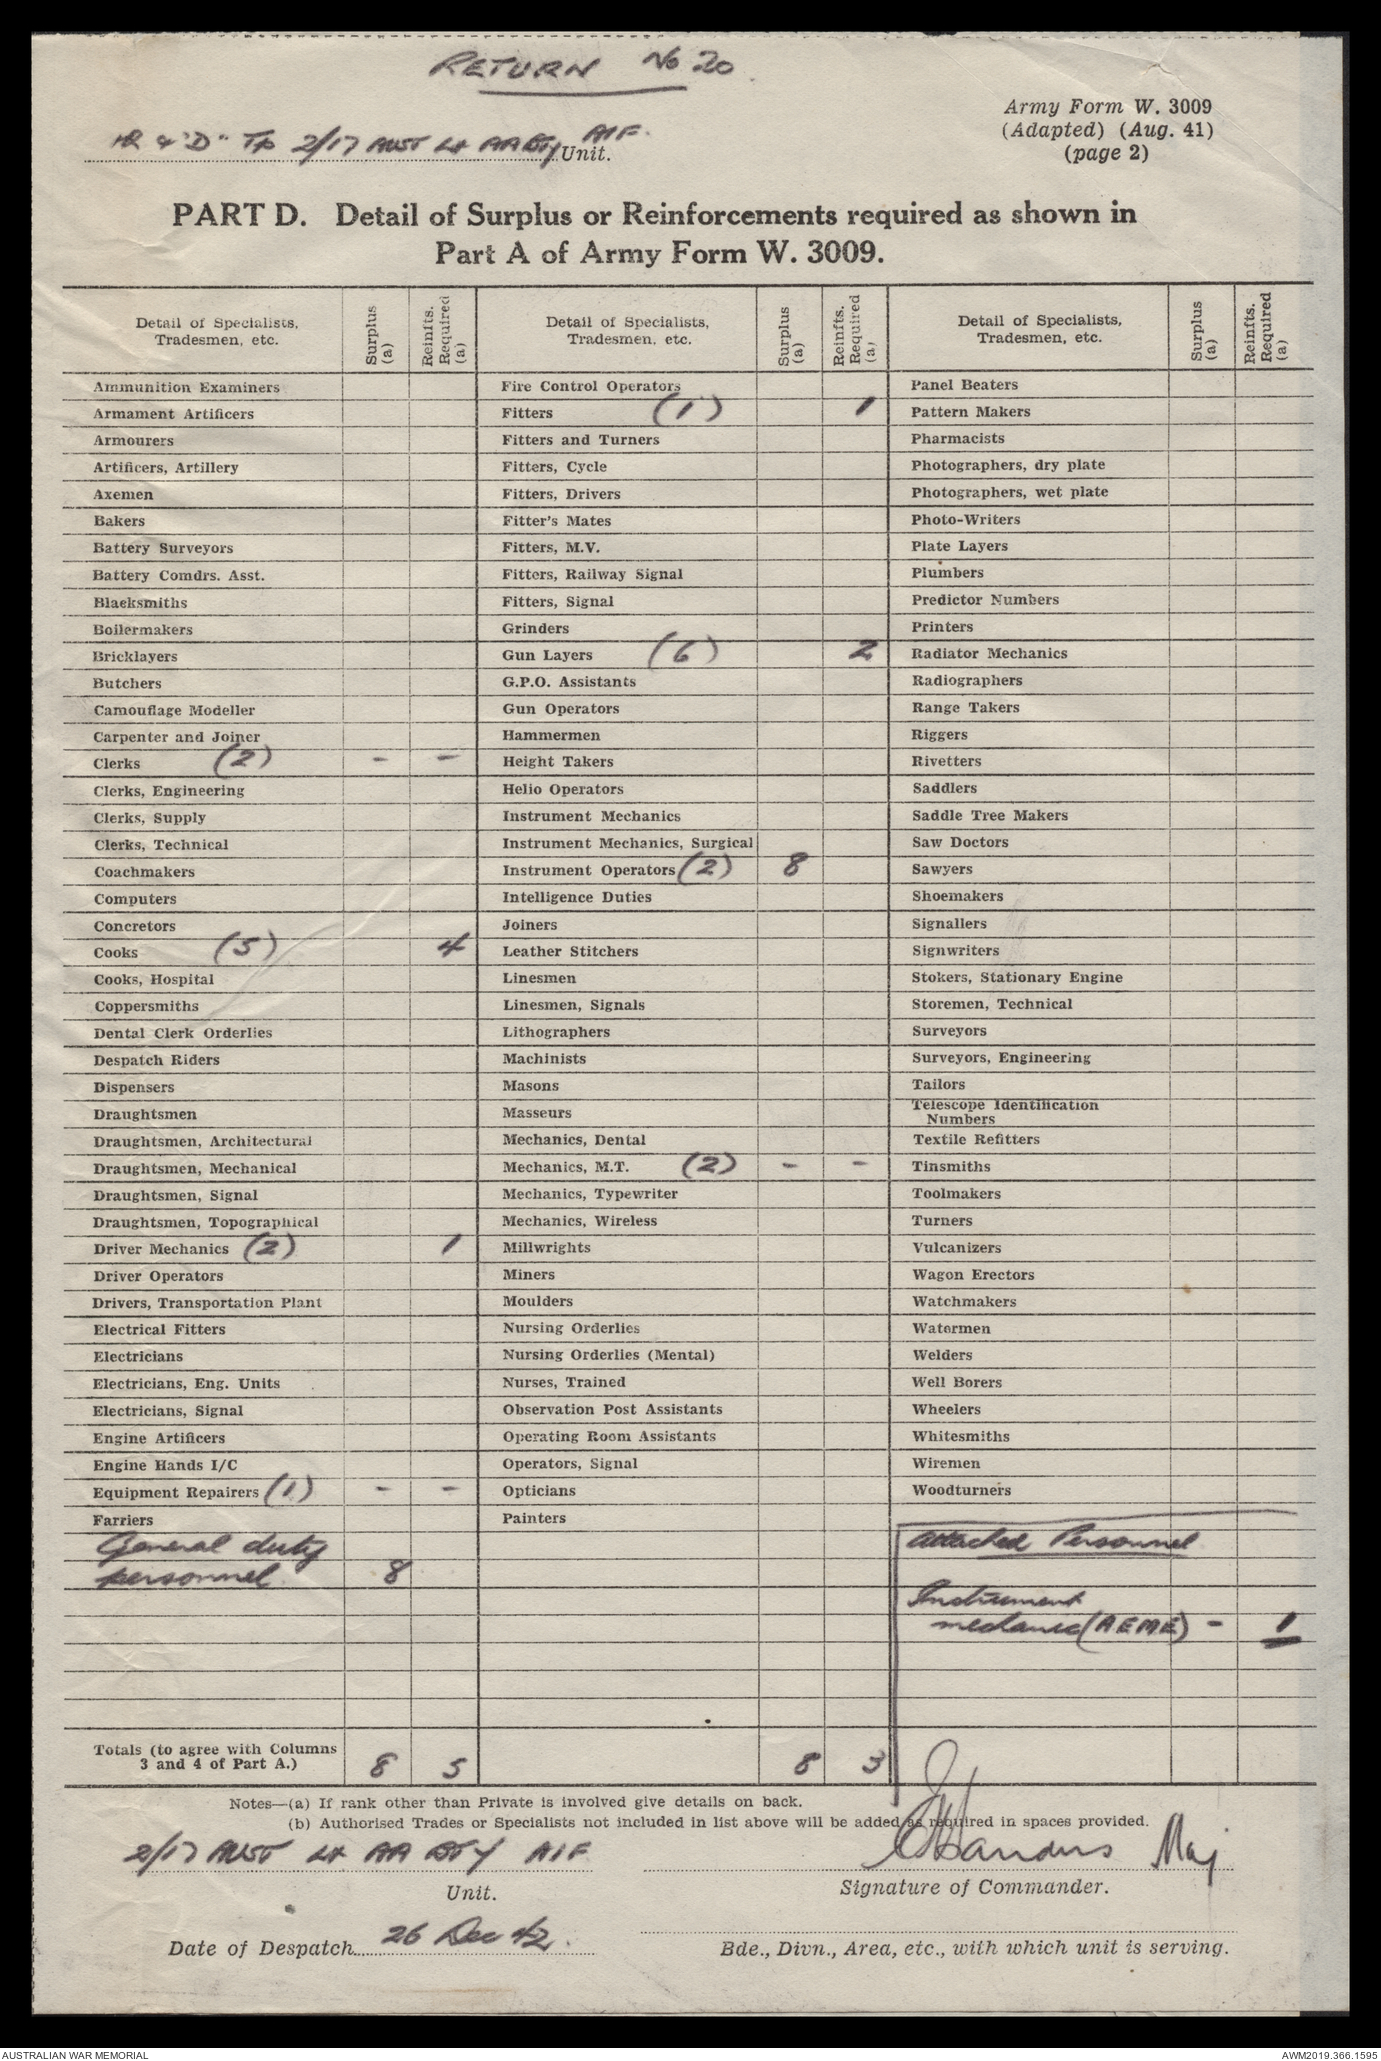 RETURN No 20.
HQ & "D" Tp 2/17 AUST Lt AA Bty AIF. Unit.
Army Form W. 3009
(Adapted) (Aug. 41)
(page 2)
PART D. Detail of Surplus or Reinforcements required as shown in
Part A of Army Form W. 3009.
Detail of Specialists, Tradesmen, etc. Surplus (a) Reinfts. Required (a) Detail of Specialists, Tradesmen, etc. Surplus (a) Reinfts. Required (a) Detail of Specialists, Tradesmen, etc. Surplus (a) Reinfts. Required (a)
Ammunition Examiners Fire Control Operators Panel Beaters
Armament Artificers Fitters (1) 1 Pattern Makers
Armourers Fitters and Turners Pharmacists
Artificers, Artillery Fitters, Cycle Photographers, dry plate
Axemen Fitters, Drivers Photographers, wet plate
Bakers Fitter's Mates Photo-Writers
Battery Surveyors Fitters, M.V. Plate Layers
Battery Comdrs. Asst. Fitters, Railway Signal Plumbers
Blacksmiths Fitters, Signal Predictor Numbers
Boilermakers Grinders Printers
Bricklayers Gun Layers (6) 2 Radiator Mechanics
Butchers G.P.O. Assistants Radiographers
Camouflage Modeller Gun Operators Range Takers
Carpenter and Joiner Hammermen Riggers
Clerks (2) - - Height Takers Rivetters
Clerks, Engineering Helio Operators Saddlers
Clerks, Supply Instrument Mechanics Saddle Tree Makers
Clerks, Technical Instrument Mechanics, Surgical Saw Doctors
Coachmakers Instrument Operators (2) 8 Sawyers
Computers Intelligence Duties Shoemakers
Concretors Joiners Signallers
Cooks (5) 4 Leather Stitchers Signwriters
Cooks, Hospital Linesmen Stokers, Stationary Engine
Coppersmiths Linesmen, Signals Storemen, Technical
Dental Clerk Orderlies Lithographers Surveyors
Despatch Riders Machinists Surveyors, Engineering
Dispensers Masons Tailors
Draughtsmen Masseurs Telescope Identification Numbers
Draughtsmen, Architectural Mechanics, Dental Textile Refitters
Draughtsmen, Mechanical Mechanics, M.T. (2) - - Tinsmiths
Draughtsmen, Signal Mechanics, Typewriter Toolmakers
Draughtsmen, Topographical Mechanics, Wireless Turners
Driver Mechanics (2) 1 Millwrights Vulcanizers
Driver Operators Miners Wagon Erectors
Drivers, Transportation Plant Moulders Watchmakers
Electrical Fitters Nursing Orderlies Watermen
Electricians Nursing Orderlies (Mental) Welders
Electricians, Eng. Units Nurses, Trained Well Borers
Electricians, Signal Observation Post Assistants Wheelers
Engine Artificers Operating Room Assistants Whitesmiths
Engine Hands I/C Operators, Signal Wiremen
Equipment Repairers (1) - - Opticians Woodturners
Farriers Painters
General duty Attached Personnel
personnel 8
Instrument
mechanic (AEME) - 1
Totals (to agree with Columns 3 and 4 of Part A.) 8 5 8 3
Notes—(a) If rank other than Private is involved give details on back.
(b) Authorised Trades or Specialists not included in list above will be added as required in spaces provided.
2/17 AUST Lt AA BTY AIF Sanders Maj
Unit. Signature of Commander.
Date of Despatch 26 Dec 42. Bde., Divn., Area, etc., with which unit is serving.
AUSTRALIAN WAR MEMORIAL AWM2019.366.1595